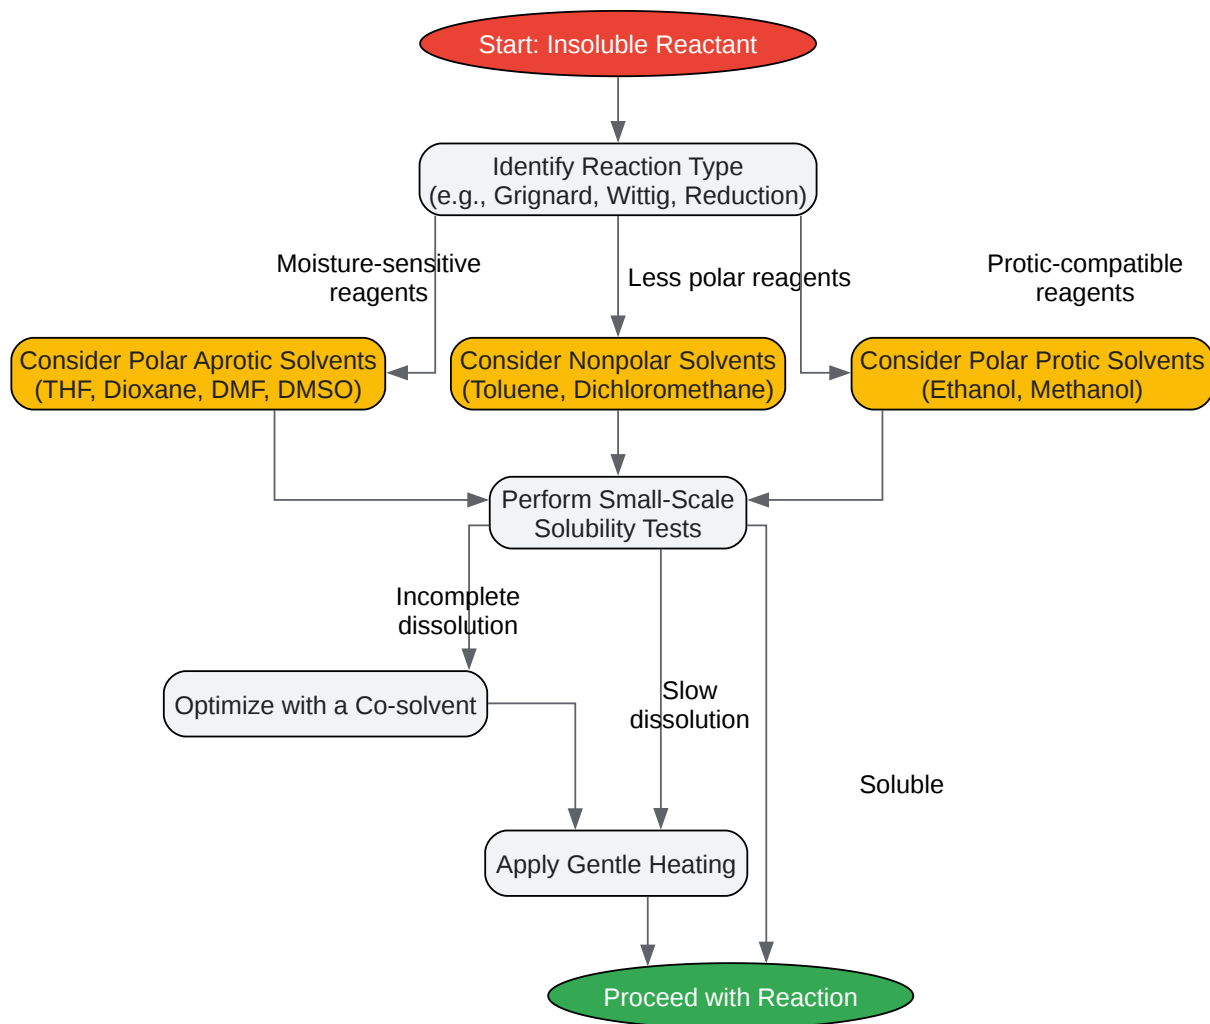 Start: Insoluble Reactant
Identify Reaction Type
(e.g., Grignard, Wittig, Reduction)
Moisture-sensitive
reagents
Less polar reagents
Protic-compatible
reagents
Consider Polar Aprotic Solvents
(THF, Dioxane, DMF, DMSO)
Consider Nonpolar Solvents
(Toluene, Dichloromethane)
Consider Polar Protic Solvents
(Ethanol, Methanol)
Perform Small-Scale
Solubility Tests
Incomplete
dissolution
Optimize with a Co-solvent
Slow
dissolution
Soluble
Apply Gentle Heating
Proceed with Reaction